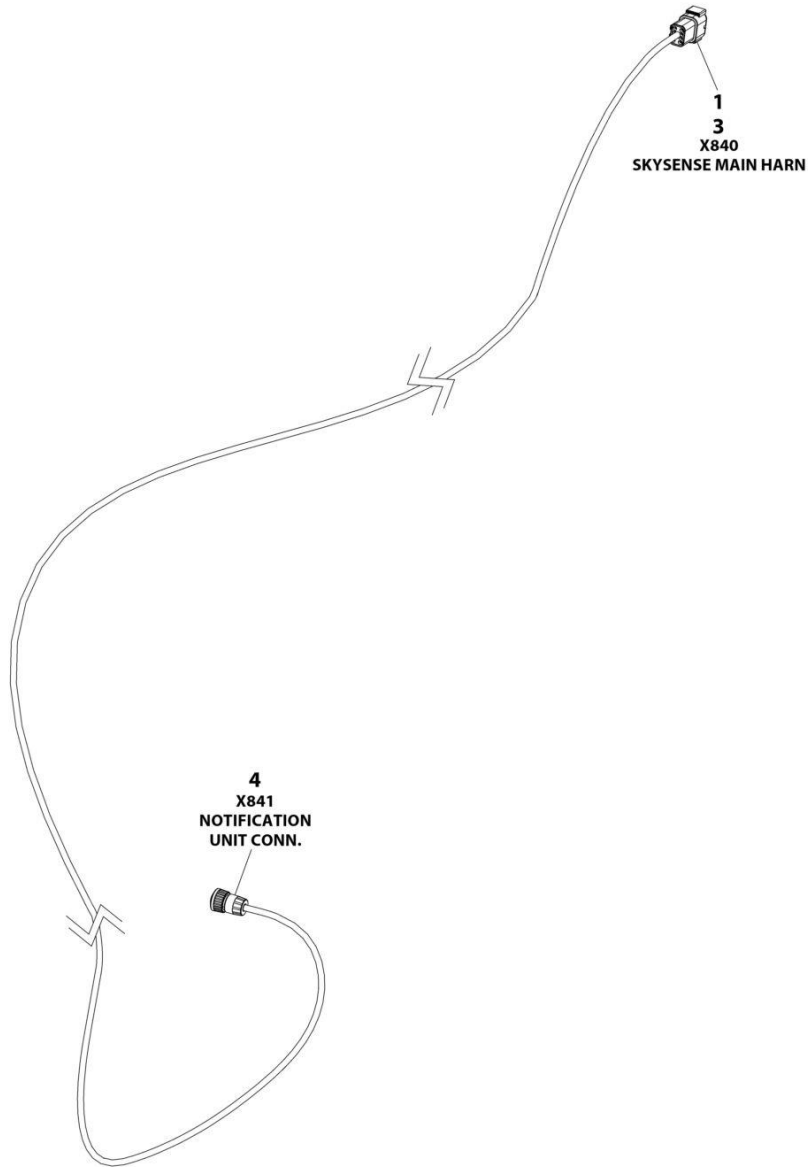 1
3
X840
SKYSENSE MAIN HARN
4
X841
NOTIFICATION
UNIT CONN.